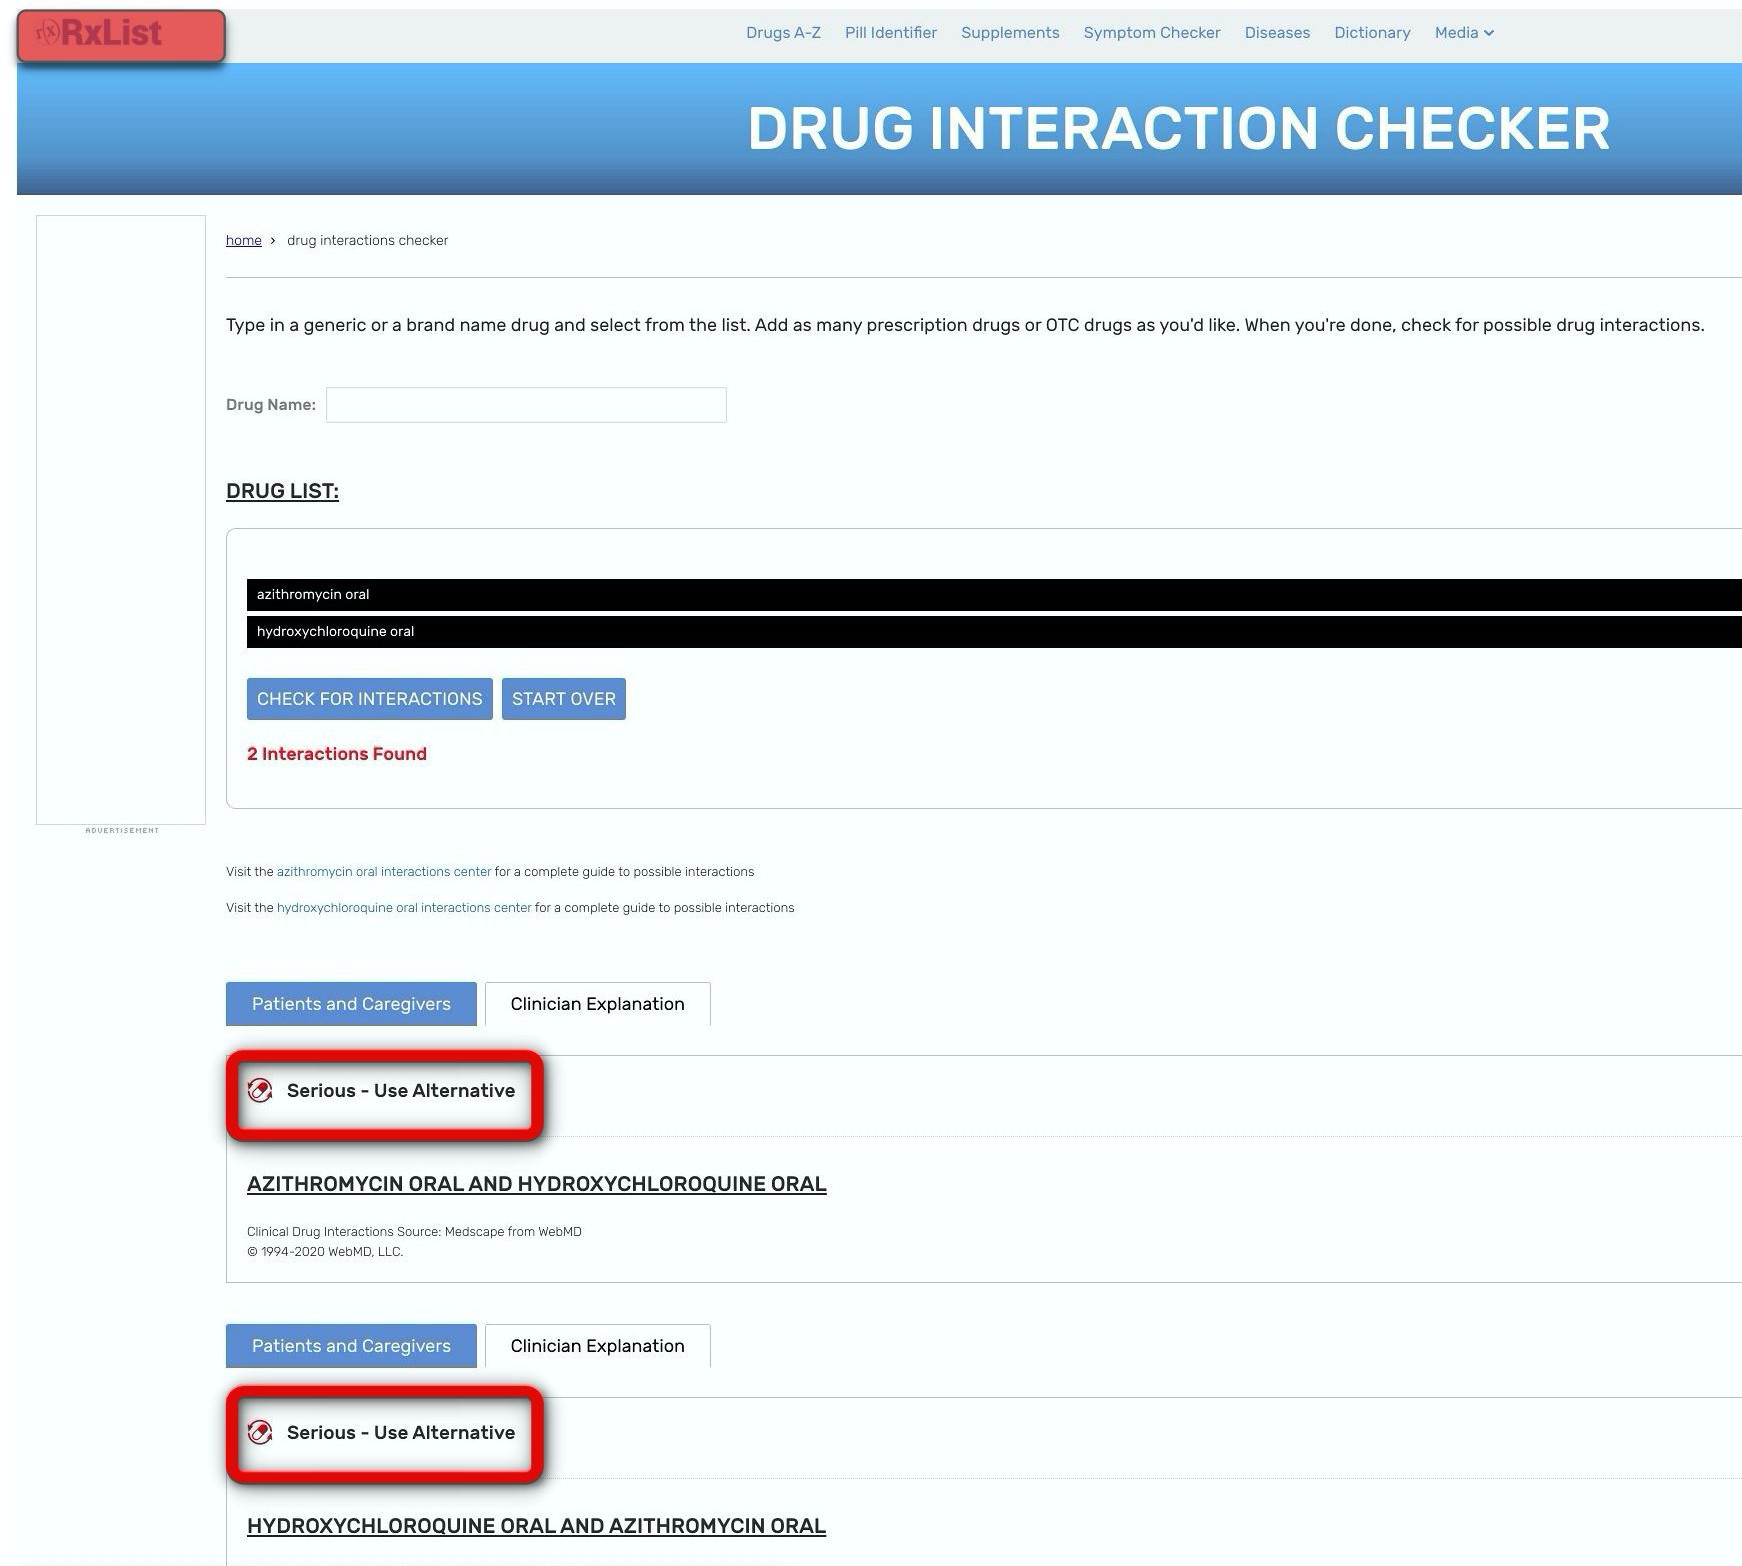 RxList
Drugs A-Z Pill Identifier Supplements Symptom Checker Diseases Dictionary Media
DRUG INTERACTION CHECKER
home › drug interactions checker
Type in a generic or a brand name drug and select from the list. Add as many prescription drugs or OTC drugs as you'd like. When you're done, check for possible drug interactions.
Drug Name:
DRUG LIST:
azithromycin oral
hydroxychloroquine oral
CHECK FOR INTERACTIONS START OVER
2 Interactions Found
ADVERTISEMENT
Visit the azithromycin oral interactions center for a complete guide to possible interactions
Visit the hydroxychloroquine oral interactions center for a complete guide to possible interactions
Patients and Caregivers Clinician Explanation
Serious - Use Alternative
AZITHROMYCIN ORAL AND HYDROXYCHLOROQUINE ORAL
Clinical Drug Interactions Source: Medscape from WebMD
© 1994-2020 WebMD, LLC.
Patients and Caregivers Clinician Explanation
Serious - Use Alternative
HYDROXYCHLOROQUINE ORAL AND AZITHROMYCIN ORAL